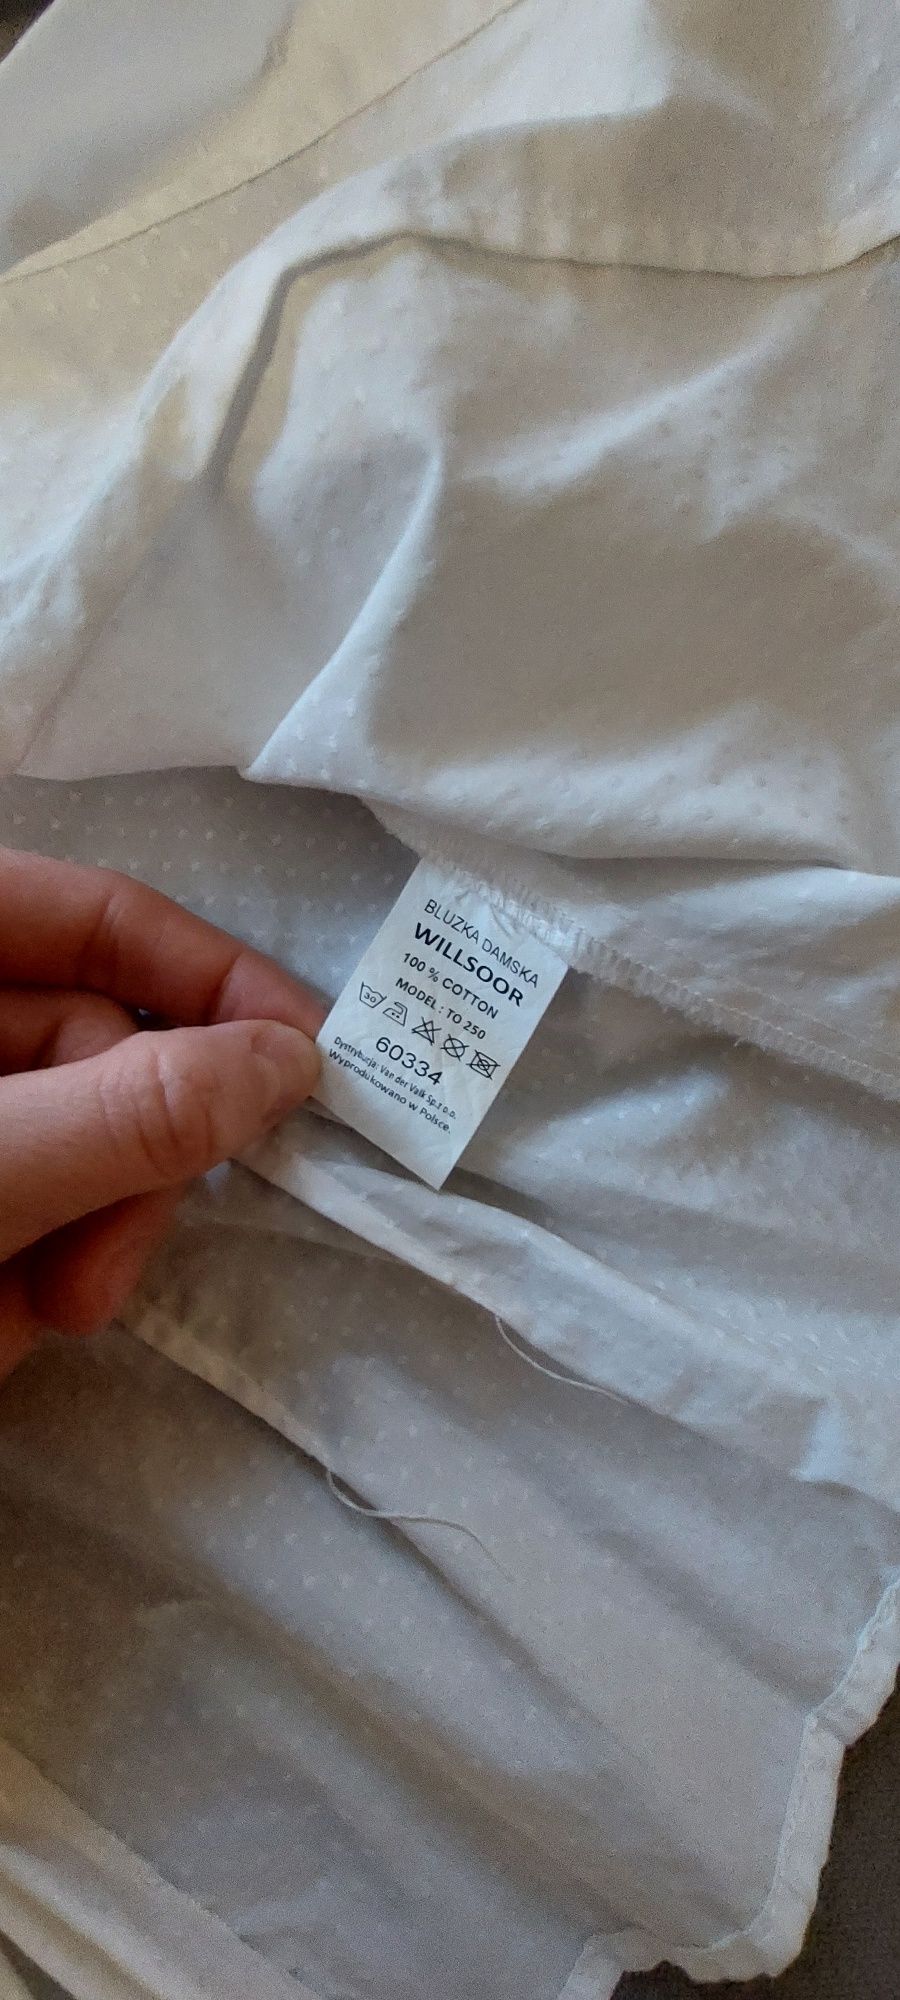 BLUZKA DAMSKA
WILLSOOR
100 % COTTON
MODEL : TO 250
30
60334
Dystrybucja: Van der Valk Sp.z o.o.
Wyprodukowano w Polsce.